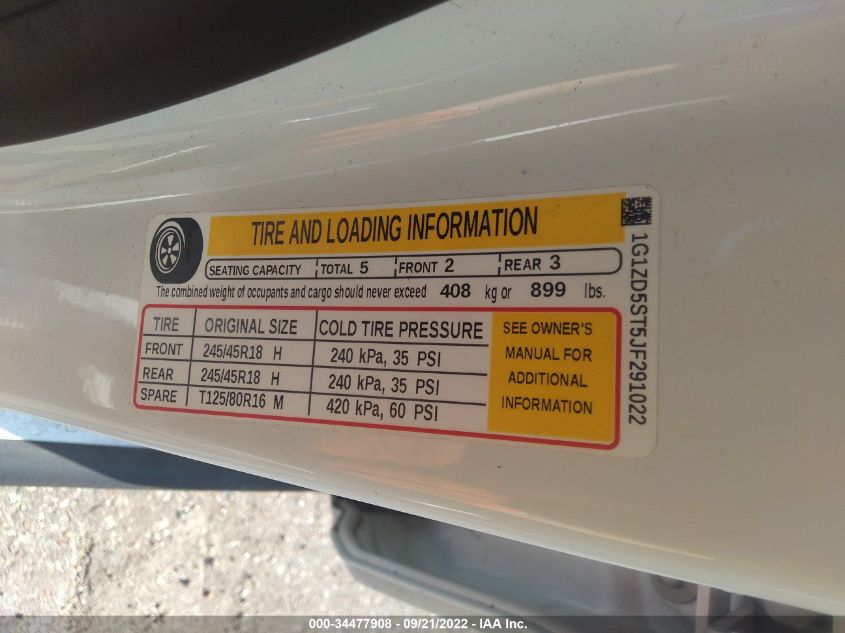 TIRE AND LOADING INFORMATION
SEATING CAPACITY TOTAL 5 FRONT 2 REAR 3
The combined weight of occupants and cargo should never exceed 408 kg or 899 lbs.
TIRE ORIGINAL SIZE COLD TIRE PRESSURE
FRONT 245/45R18 H 240 kPa, 35 PSI
REAR 245/45R18 H 240 kPa, 35 PSI
SPARE T125/80R16 M 420 kPa, 60 PSI
SEE OWNER'S
MANUAL FOR
ADDITIONAL
INFORMATION
1G1ZD5ST5JF291022
000-34477908 - 09/21/2022 - IAA Inc.